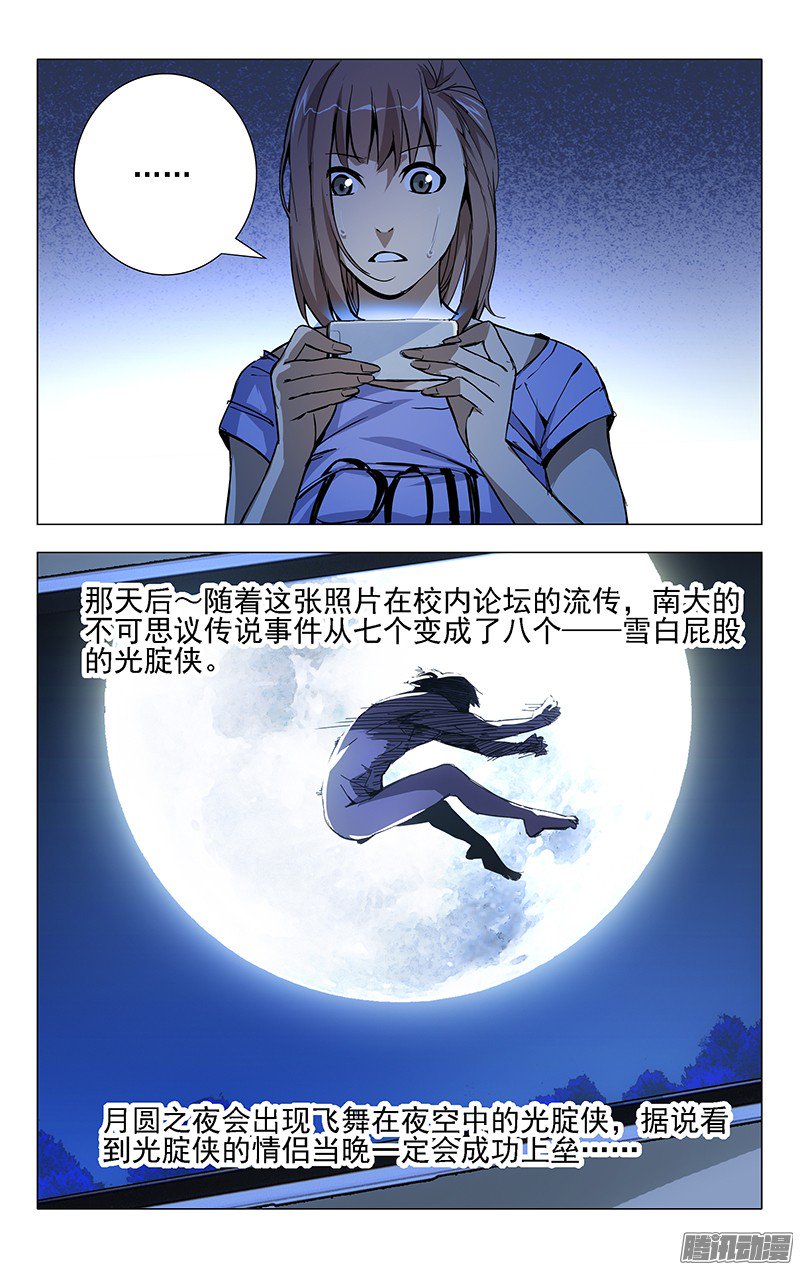 ……
那天后～随着这张照片在校内论坛的流传，南大的
不可思议传说事件从七个变成了八个——雪白屁股
的光腚侠。
月圆之夜会出现飞舞在夜空中的光腚侠，据说看
到光腚侠的情侣当晚一定会成功上垒……
腾讯动漫